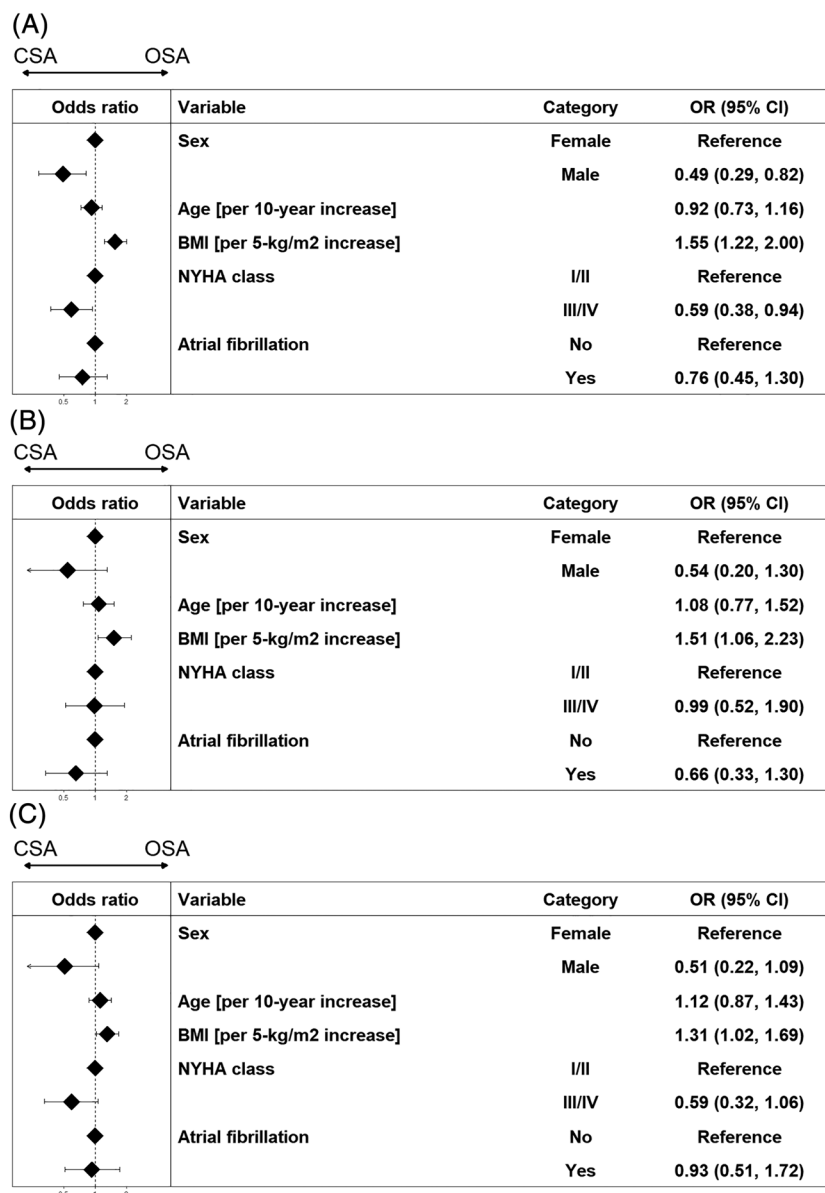 (A)
CSA OSA
Odds ratio Variable Category OR (95% CI)
Sex Female Reference
Male 0.49 (0.29, 0.82)
Age [per 10-year increase] 0.92 (0.73, 1.16)
BMI [per 5-kg/m2 increase] 1.55 (1.22, 2.00)
NYHA class I/II Reference
III/IV 0.59 (0.38, 0.94)
Atrial fibrillation No Reference
Yes 0.76 (0.45, 1.30)
0.5 1 2
(B)
CSA OSA
Odds ratio Variable Category OR (95% CI)
Sex Female Reference
Male 0.54 (0.20, 1.30)
Age [per 10-year increase] 1.08 (0.77, 1.52)
BMI [per 5-kg/m2 increase] 1.51 (1.06, 2.23)
NYHA class I/II Reference
III/IV 0.99 (0.52, 1.90)
Atrial fibrillation No Reference
Yes 0.66 (0.33, 1.30)
0.5 1 2
(C)
CSA OSA
Odds ratio Variable Category OR (95% CI)
Sex Female Reference
Male 0.51 (0.22, 1.09)
Age [per 10-year increase] 1.12 (0.87, 1.43)
BMI [per 5-kg/m2 increase] 1.31 (1.02, 1.69)
NYHA class I/II Reference
III/IV 0.59 (0.32, 1.06)
Atrial fibrillation No Reference
Yes 0.93 (0.51, 1.72)